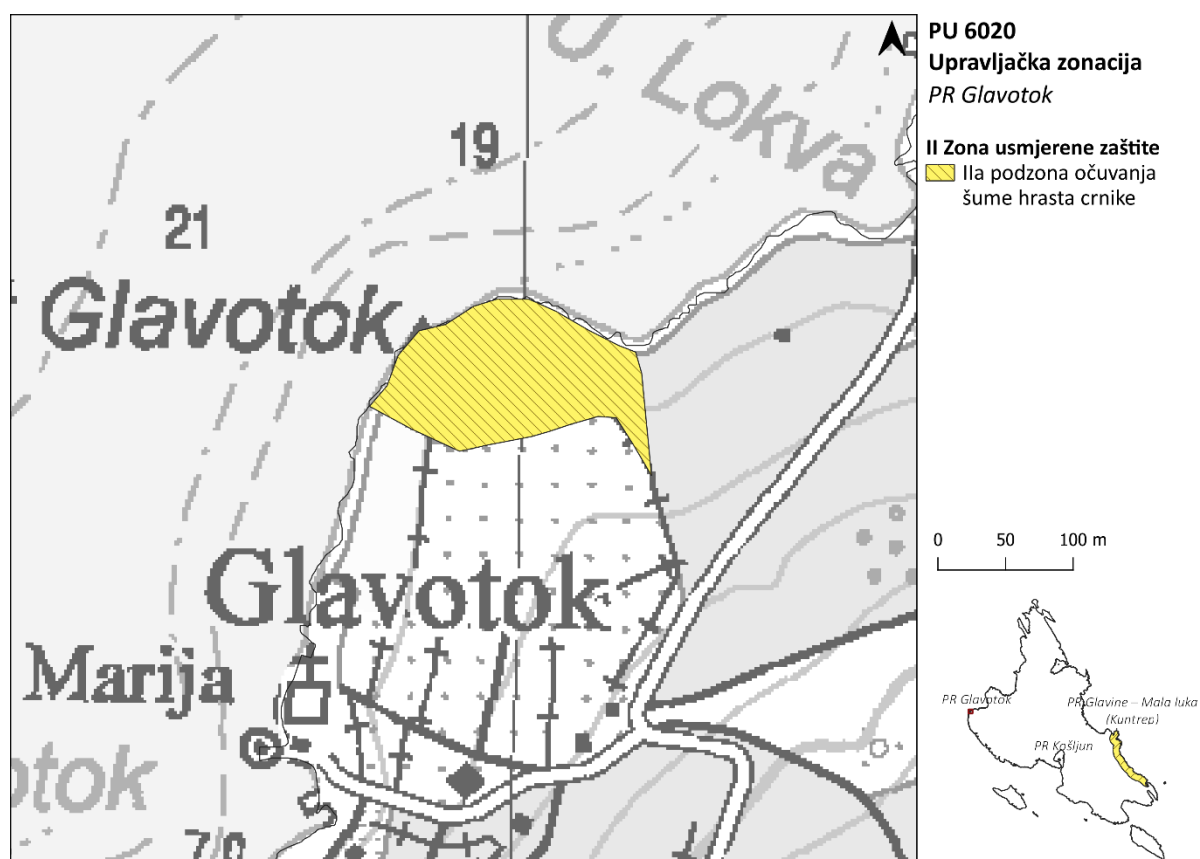 PU 6020
Upravljačka zonacija
PR Glavotok
II Zona usmjerene zaštite
IIa podzona očuvanja
šume hrasta crnike
U. Lokva
19
21
Glavotok
Glavotok
Marija
otok
0 50 100 m
PR Glavotok
PR Glavine – Mala luka
(Kuntrep)
PR Košljun